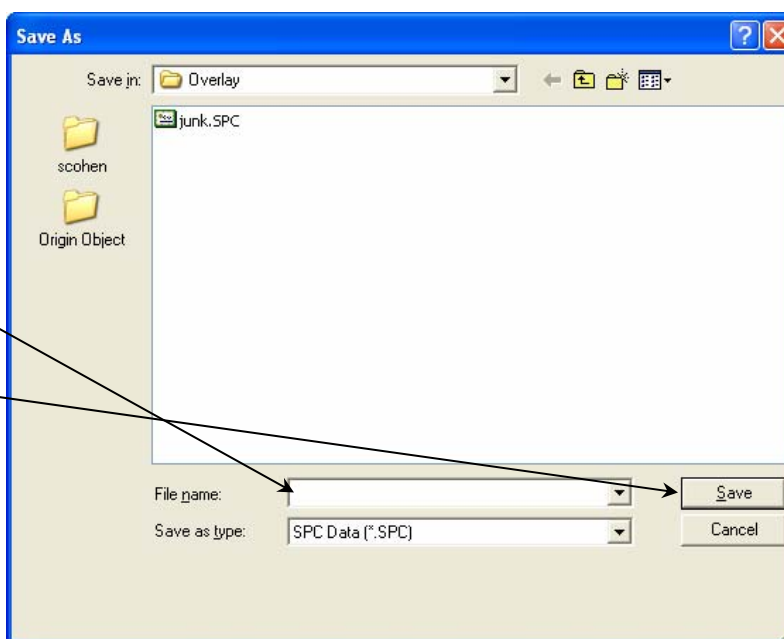 Save As
Save in: Overlay
junk.SPC
scohen
Origin Object
File name:
Save
Save as type: SPC Data (*.SPC)
Cancel